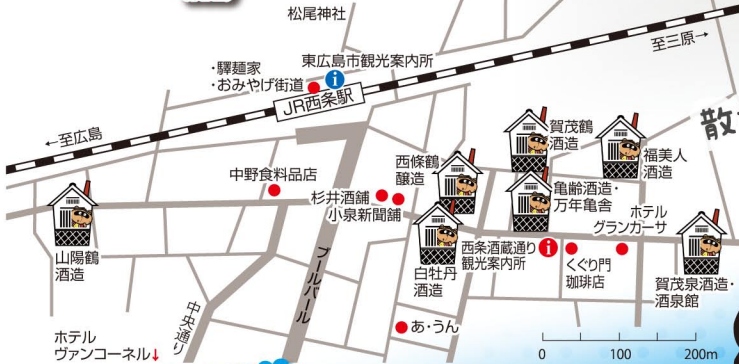 松尾神社
至三原→
東広島市観光案内所
・驛麺家
・おみやげ街道
JR西条駅
←至広島
散
賀茂鶴
酒造
福美人
酒造
西條鶴
醸造
中野食料品店
杉井酒舗
小泉新聞舗
亀齢酒造・
万年亀舎
ホテル
グランカーサ
山陽鶴
酒造
白牡丹
酒造
西条酒蔵通り
観光案内所
くぐり門
珈琲店
賀茂泉酒造・
酒泉館
ブールバール
中央通り
あ・うん
ホテル
ヴァンコーネル↓
0 100 200m